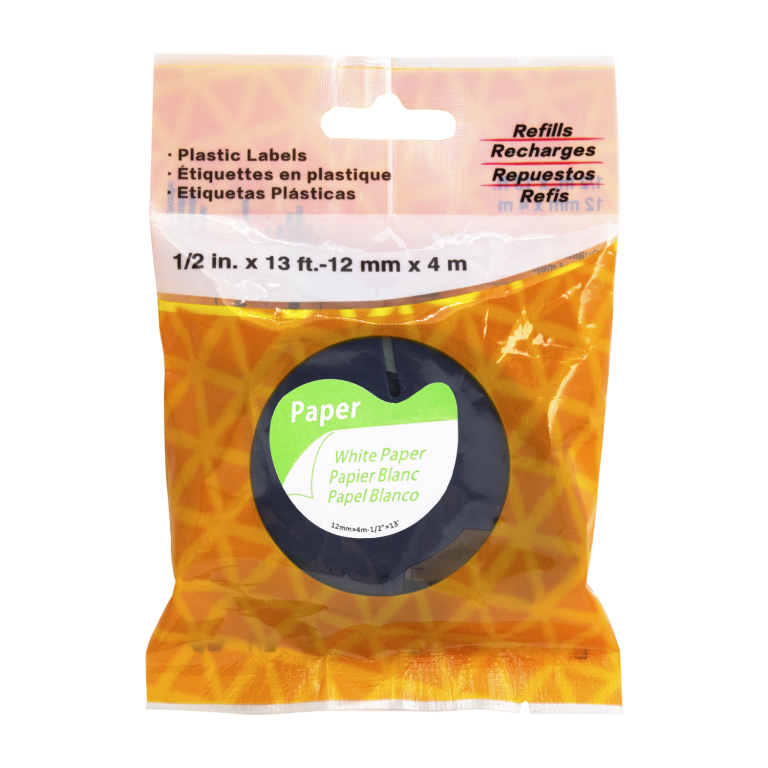 · Plastic Labels
· Étiquettes en plastique
· Etiquetas Plásticas
Refills
Recharges
Repuestos
Refis
1/2 in. x 13 ft.-12 mm x 4 m
Paper
White Paper
Papier Blanc
Papel Blanco
12mm×4m-1/2"×13'